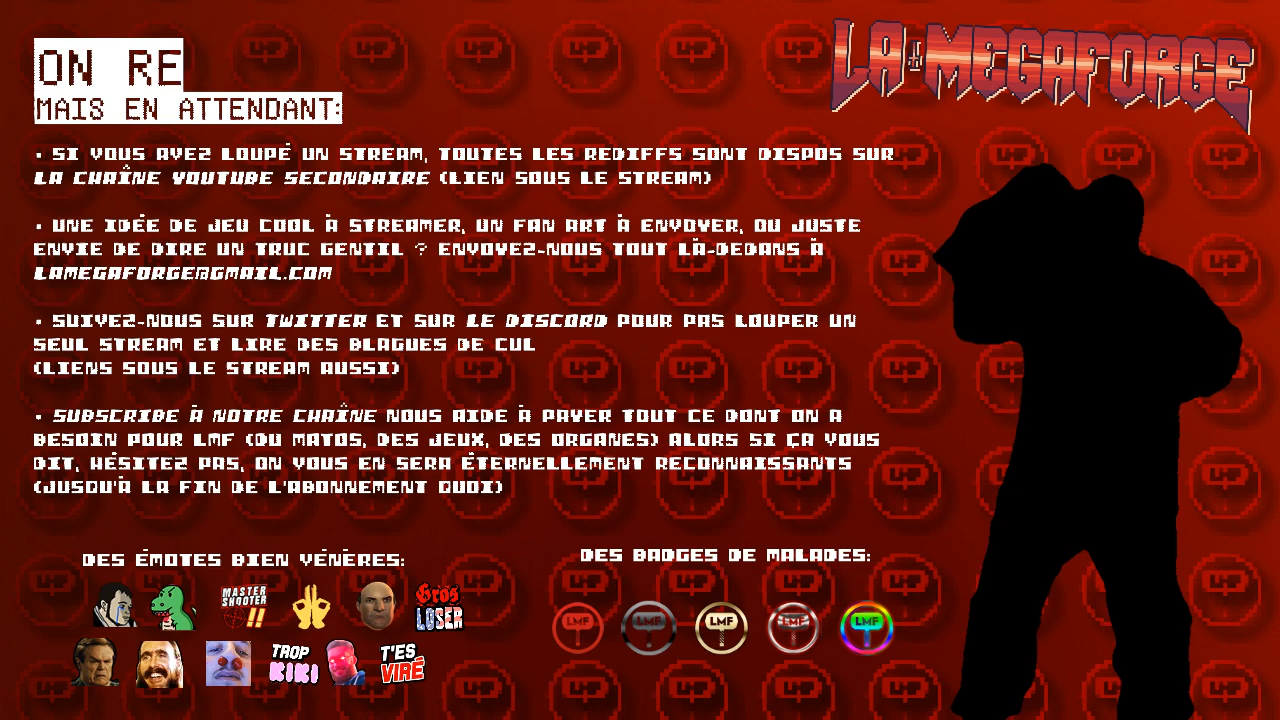 LA MEGAFORGE
ON RE
MAIS EN ATTENDANT:
• SI VOUS AVEZ LOUPÉ UN STREAM, TOUTES LES REDIFFS SONT DISPOS SUR
LA CHAÎNE YOUTUBE SECONDAIRE (LIEN SOUS LE STREAM)
• UNE IDÉE DE JEU COOL À STREAMER, UN FAN ART À ENVOYER, OU JUSTE
ENVIE DE DIRE UN TRUC GENTIL ? ENVOYEZ-NOUS TOUT LÀ-DEDANS À
LAMEGAFORGE@GMAIL.COM
• SUIVEZ-NOUS SUR TWITTER ET SUR LE DISCORD POUR PAS LOUPER UN
SEUL STREAM ET LIRE DES BLAGUES DE CUL
(LIENS SOUS LE STREAM AUSSI)
• SUBSCRIBE À NOTRE CHAÎNE NOUS AIDE À PAYER TOUT CE DONT ON A
BESOIN POUR LMF (DU MATOS, DES JEUX, DES ORGANES) ALORS SI ÇA VOUS
DIT, HÉSITEZ PAS, ON VOUS EN SERA ÉTERNELLEMENT RECONNAISSANTS
(JUSQU'À LA FIN DE L'ABONNEMENT QUOI)
DES ÉMOTES BIEN VÉNÈRES:
MASTER
SHOOTER
II
Gros
LOSER
TROP
KIKI
T'ES
VIRÉ
DES BADGES DE MALADES:
LMF
LMF
LMF
LMF
LMF